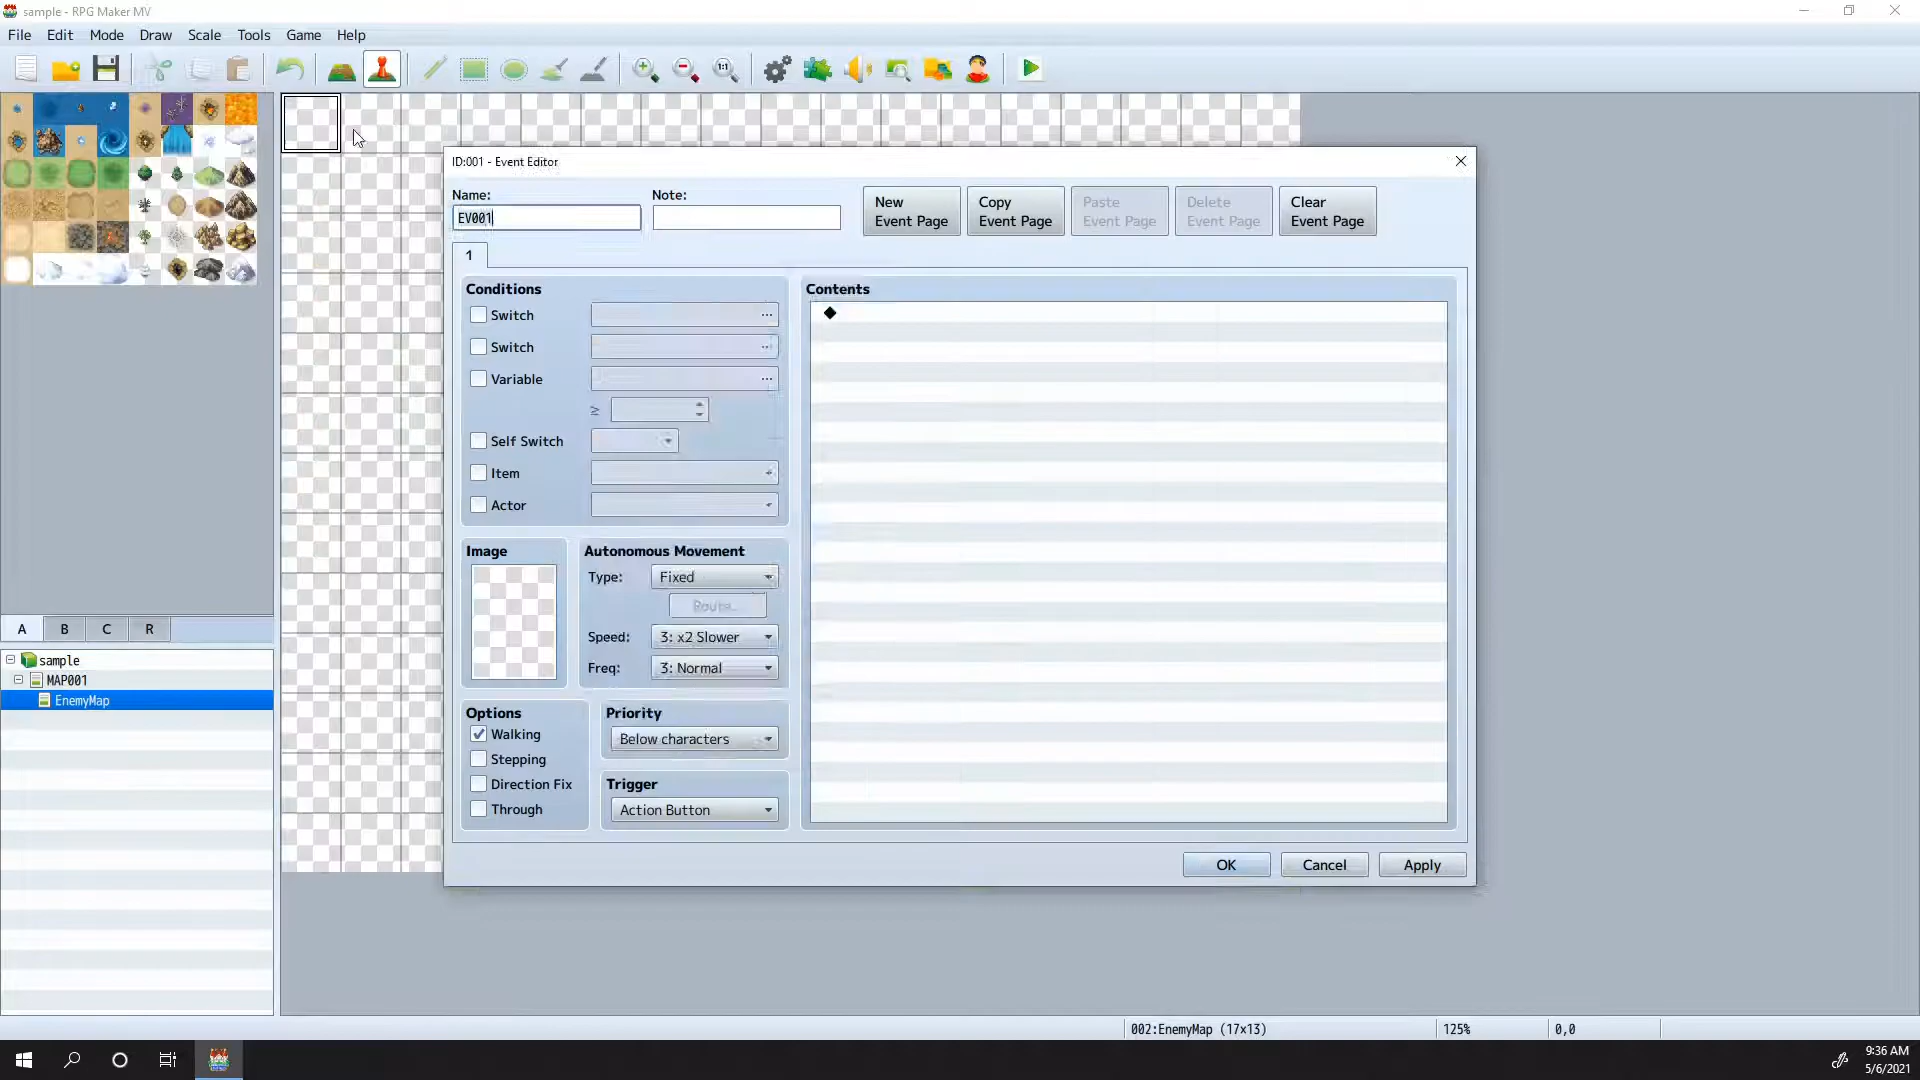 sample - RPG Maker MV
File Edit Mode Draw Scale Tools Game Help
1:1
ID:001 - Event Editor
Name: Note:
EV001
New Event Page
Copy Event Page
Paste Event Page
Delete Event Page
Clear Event Page
1
Conditions
Switch ...
Switch ...
Variable ...
≥
Self Switch
Item
Actor
Image
Autonomous Movement
Type: Fixed
Route...
Speed: 3: x2 Slower
Freq: 3: Normal
Options
Walking
Stepping
Direction Fix
Through
Priority
Below characters
Trigger
Action Button
Contents
◆
OK Cancel Apply
A B C R
sample
MAP001
EnemyMap
002:EnemyMap (17x13) 125% 0,0
9:36 AM
5/6/2021